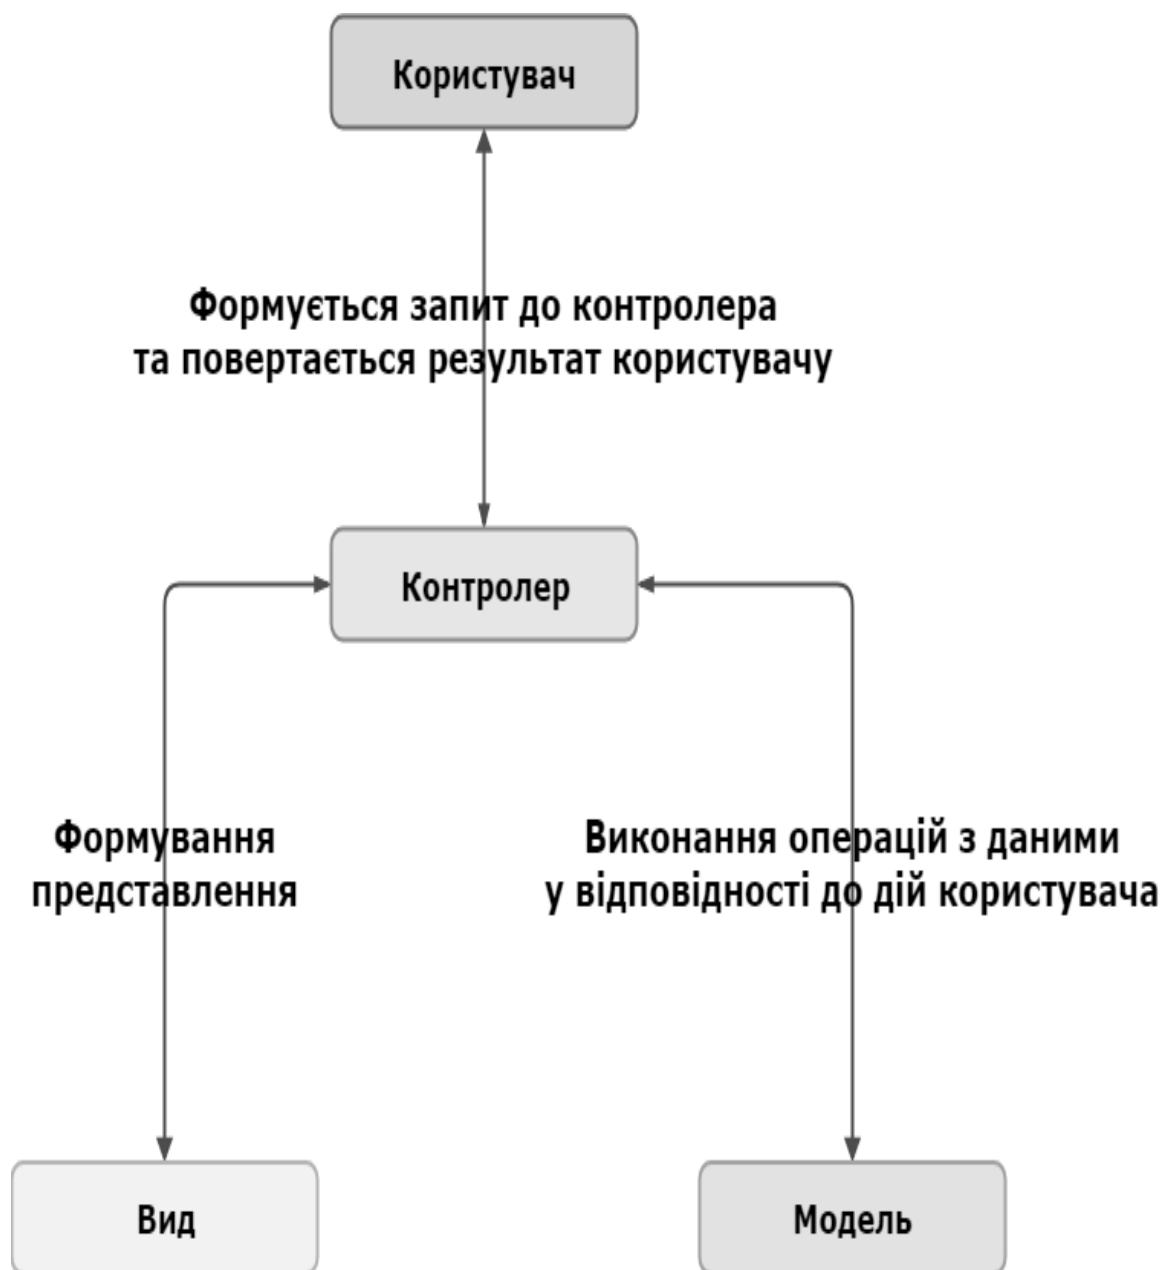 Користувач
Формується запит до контролера
та повертається результат користувачу
Контролер
Формування
представлення
Виконання операцій з даними
у відповідності до дій користувача
Вид
Модель